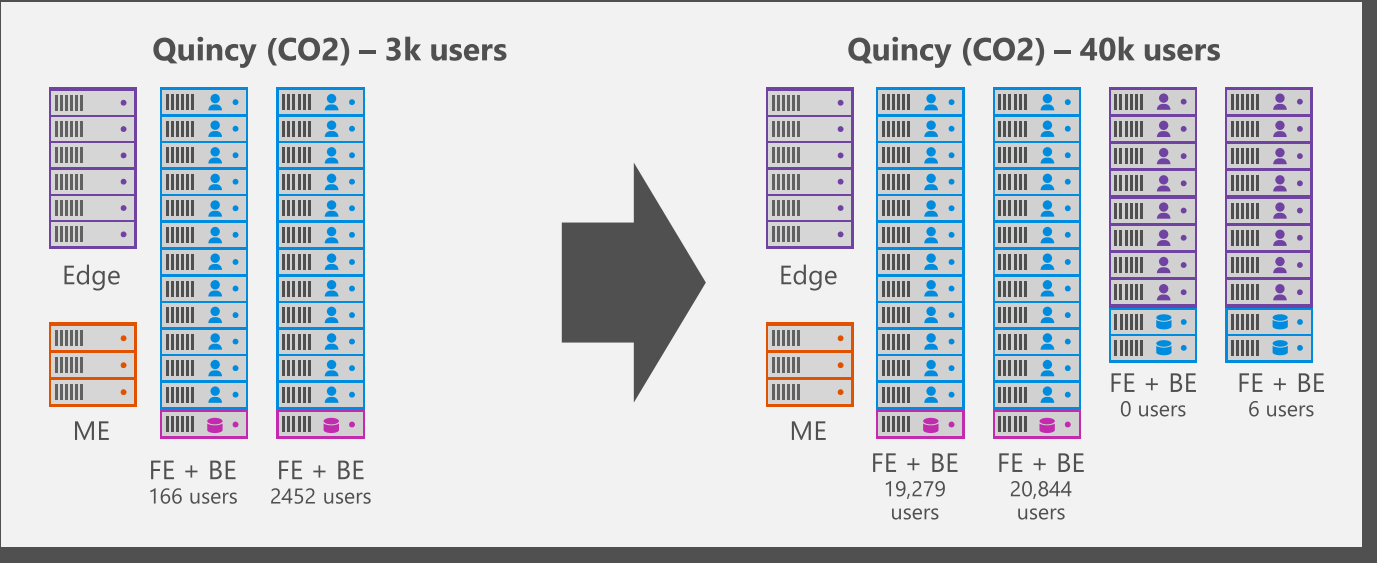 Quincy (CO2) – 3k users
Edge
ME
FE + BE
166 users
FE + BE
2452 users
Quincy (CO2) – 40k users
Edge
ME
FE + BE
19,279
users
FE + BE
20,844
users
FE + BE
0 users
FE + BE
6 users